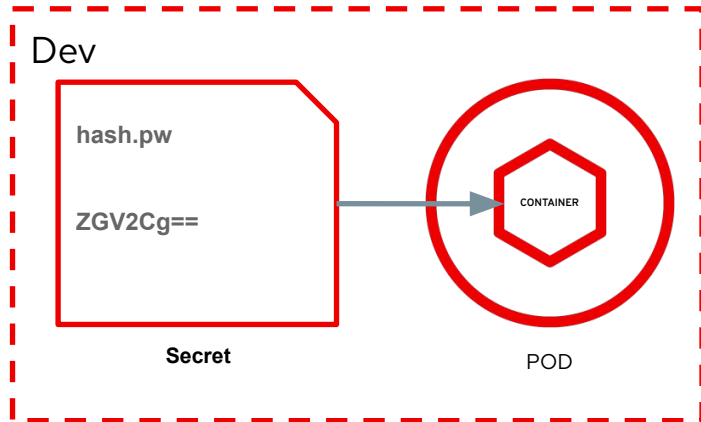 Dev
hash.pw
ZGV2Cg==
CONTAINER
Secret
POD